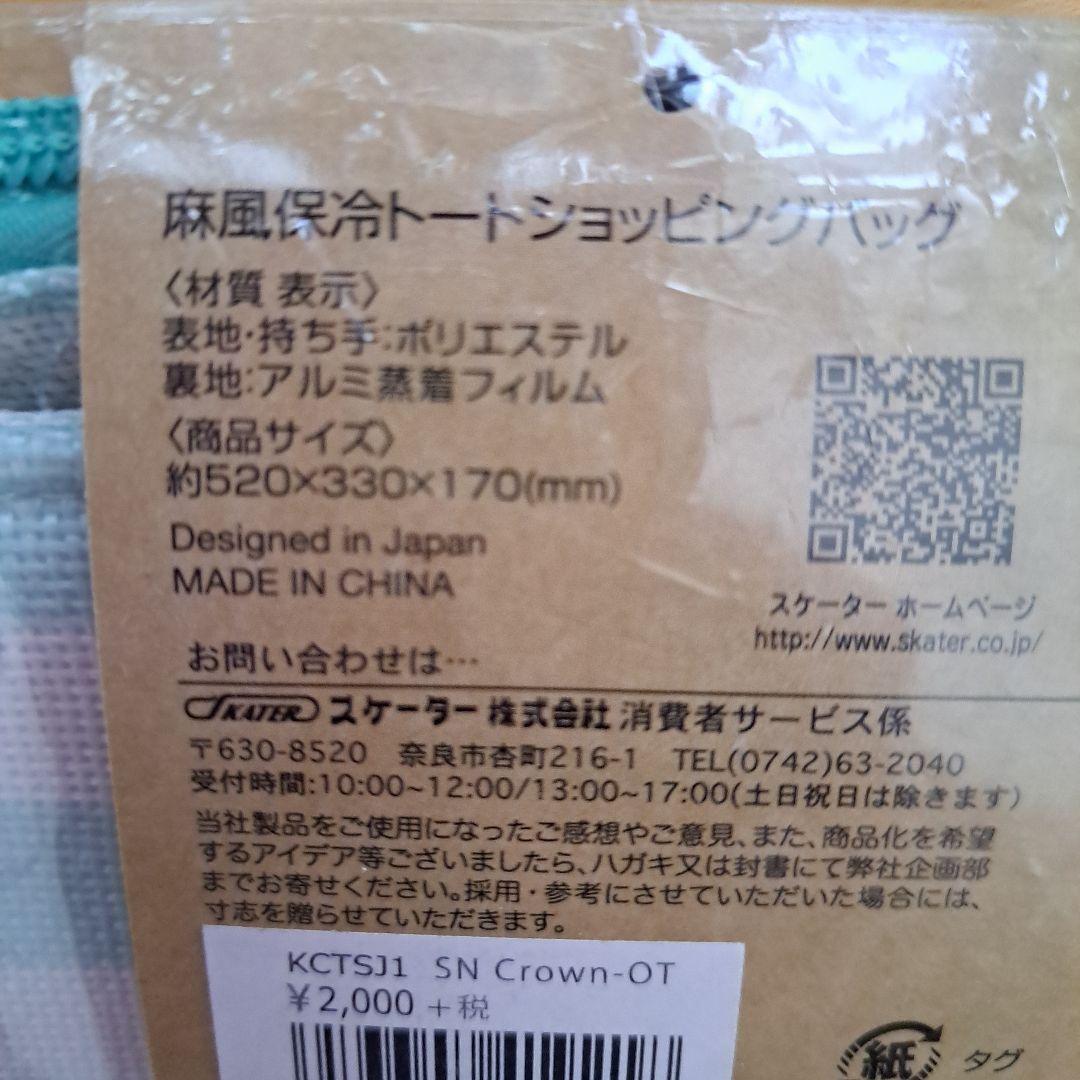 麻風保冷トートショッピングバッグ
〈材質 表示〉
表地・持ち手:ポリエステル
裏地:アルミ蒸着フィルム
〈商品サイズ〉
約520×330×170(mm)
Designed in Japan
MADE IN CHINA
スケーター ホームページ
http://www.skater.co.jp/
お問い合わせは…
SKATER スケーター株式会社 消費者サービス係
〒630-8520 奈良市杏町216-1 TEL(0742)63-2040
受付時間:10:00~12:00/13:00~17:00(土日祝日は除きます)
当社製品をご使用になったご感想やご意見、また、商品化を希望
するアイデア等ございましたら、ハガキ又は封書にて弊社企画部
までお寄せください。採用・参考にさせていただいた場合には、
寸志を贈らせていただきます。
KCTSJ1 SN Crown-OT
¥2,000 +税
紙 タグ